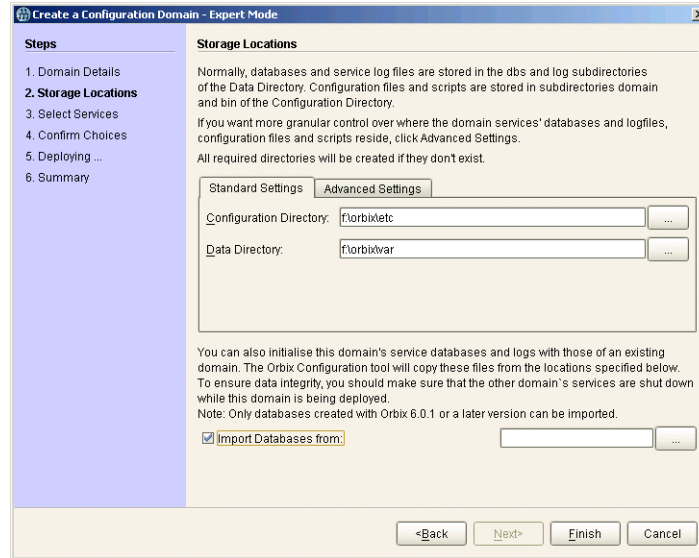 Create a Configuration Domain - Expert Mode
Steps
1. Domain Details
2. Storage Locations
3. Select Services
4. Confirm Choices
5. Deploying ...
6. Summary
Storage Locations
Normally, databases and service log files are stored in the dbs and log subdirectories
of the Data Directory. Configuration files and scripts are stored in subdirectories domain
and bin of the Configuration Directory.
If you want more granular control over where the domain services' databases and logfiles,
configuration files and scripts reside, click Advanced Settings.
All required directories will be created if they don't exist.
Standard Settings
Advanced Settings
Configuration Directory: f:\orbix\etc ...
Data Directory: f:\orbix\var ...
You can also initialise this domain's service databases and logs with those of an existing
domain. The Orbix Configuration tool will copy these files from the locations specified below.
To ensure data integrity, you should make sure that the other domain`s services are shut down
while this domain is being deployed.
Note: Only databases created with Orbix 6.0.1 or a later version can be imported.
Import Databases from: ...
<Back Next> Finish Cancel